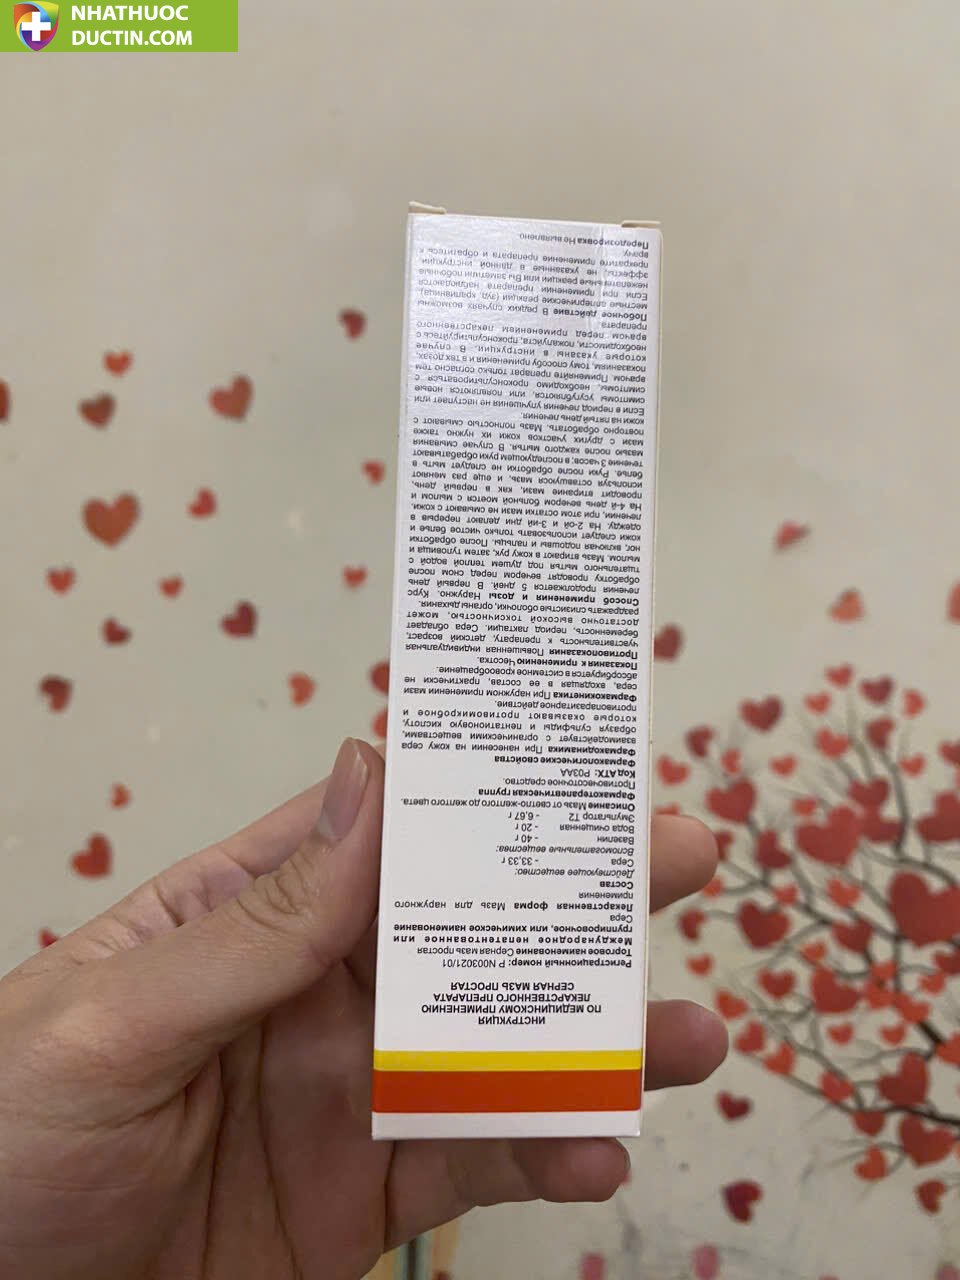 NHATHUOC
DUCTIN.COM
ИНСТРУКЦИЯ
ПО МЕДИЦИНСКОМУ ПРИМЕНЕНИЮ
ЛЕКАРСТВЕННОГО ПРЕПАРАТА
СЕРНАЯ МАЗЬ ПРОСТАЯ
Регистрационный номер: Р N003021/01
Торговое наименование Серная мазь простая
Международное непатентованное или
группировочное, или химическое наименование
Сера
Лекарственная форма Мазь для наружного
применения
Состав
Действующее вещество:
Сера - 33,33 г
Вспомогательные вещества:
Вазелин - 40 г
Вода очищенная - 20 г
Эмульгатор Т2 - 6,67 г
Описание Мазь от светло-желтого до желтого цвета.
Фармакотерапевтическая группа
Противочесоточное средство.
Код АТХ: Р03АА
Фармакологические свойства
Фармакодинамика При нанесении на кожу сера
взаимодействует с органическими веществами,
образуя сульфиды и пентатионовую кислоту,
которые оказывают противомикробное и
противопаразитарное действие.
Фармакокинетика При наружном применении мази
сера, входящая в ее состав, практически не
абсорбируется в системное кровообращение.
Показания к применению Чесотка.
Противопоказания Повышенная индивидуальная
чувствительность к препарату, детский возраст,
беременность, период лактации. Сера обладает
достаточно высокой токсичностью, может
раздражать слизистые оболочки, органы дыхания.
Способ применения и дозы Наружно. Курс
лечения продолжается 5 дней. В первый день
обработку проводят вечером перед сном после
тщательного мытья под душем теплой водой с
мылом. Мазь втирают в кожу рук, затем туловища и
ног, включая подошвы и пальцы. После обработки
кожи следует использовать только чистое белье и
одежду. На 2-ой и 3-ий дни делают перерыв в
лечении, при этом остатки мази не смывают с кожи.
На 4-й день вечером больной моется с мылом и
проводит втирание мази, как в первый день,
используя оставшуюся мазь, и еще раз меняют
белье. Руки после обработки не следует мыть в
течение 3 часов; в последующем руки обрабатывают
мазью после каждого мытья. В случае смывания
мази с других участков кожи их нужно также
повторно обработать. Мазь полностью смывают с
кожи на пятый день лечения.
Если в период лечения улучшения не наступает или
симптомы усугубляются, или появляются новые
симптомы, необходимо проконсультироваться с
врачом. Применяйте препарат только согласно тем
показаниям, тому способу применения и в тех дозах,
которые указаны в инструкции. В случае
необходимости, пожалуйста, проконсультируйтесь с
врачом перед применением лекарственного
препарата
Побочное действие В редких случаях возможны
местные аллергические реакции (зуд, крапивница).
Если при применении препарата наблюдаются
нежелательные реакции или Вы заметили побочные
эффекты, не указанные в данной инструкции,
прекратите применение препарата и обратитесь к
врачу.
Передозировка Не выявлено.